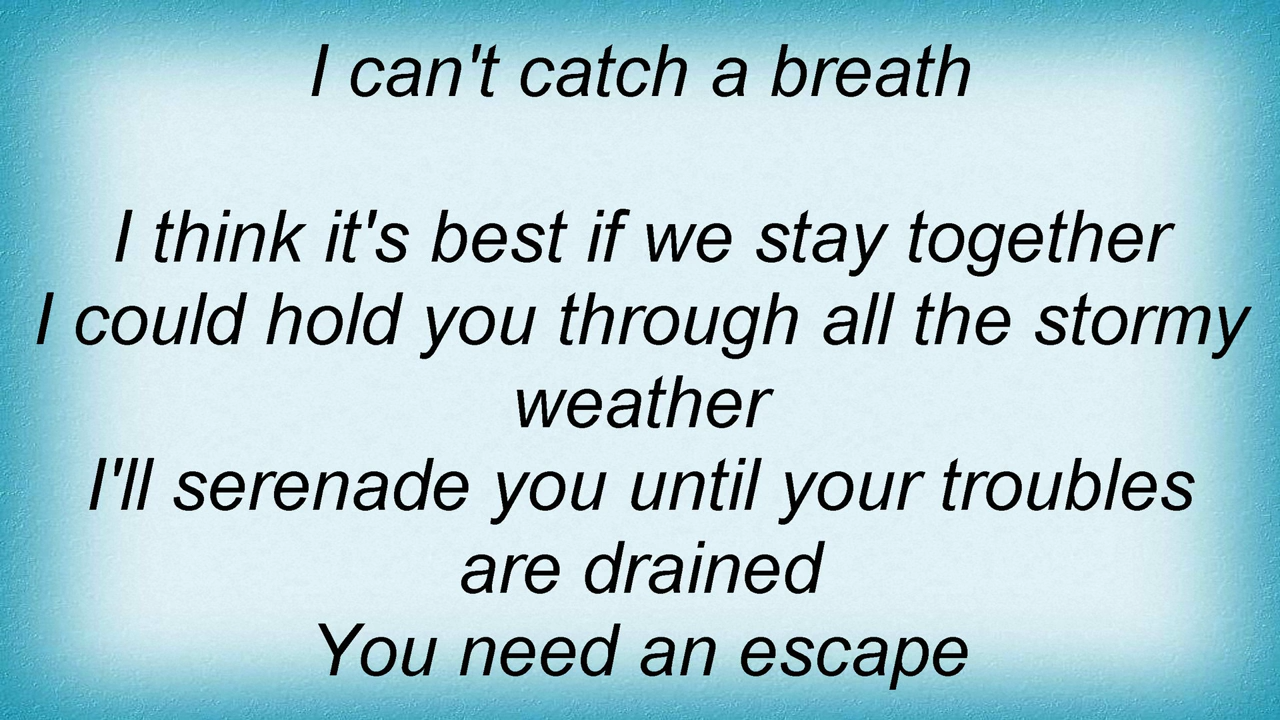 I can't catch a breath
I think it's best if we stay together
I could hold you through all the stormy
weather
I'll serenade you until your troubles
are drained
You need an escape